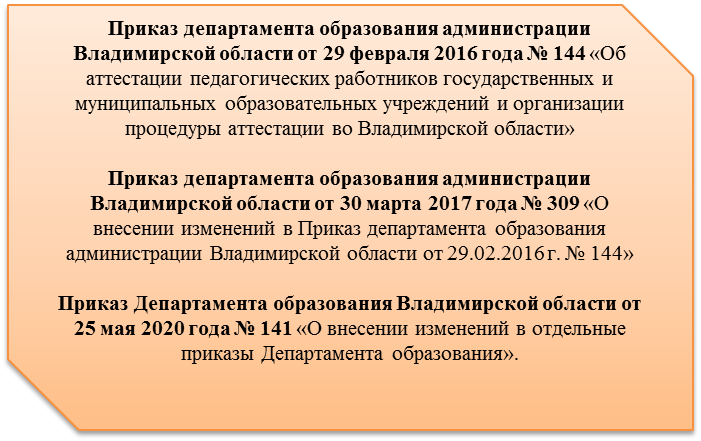 Приказ департамента образования администрации
Владимирской области от 29 февраля 2016 года № 144 «Об
аттестации педагогических работников государственных и
муниципальных образовательных учреждений и организации
процедуры аттестации во Владимирской области»
Приказ департамента образования администрации
Владимирской области от 30 марта 2017 года № 309 «О
внесении изменений в Приказ департамента образования
администрации Владимирской области от 29.02.2016 г. № 144»
Приказ Департамента образования Владимирской области от
25 мая 2020 года № 141 «О внесении изменений в отдельные
приказы Департамента образования».